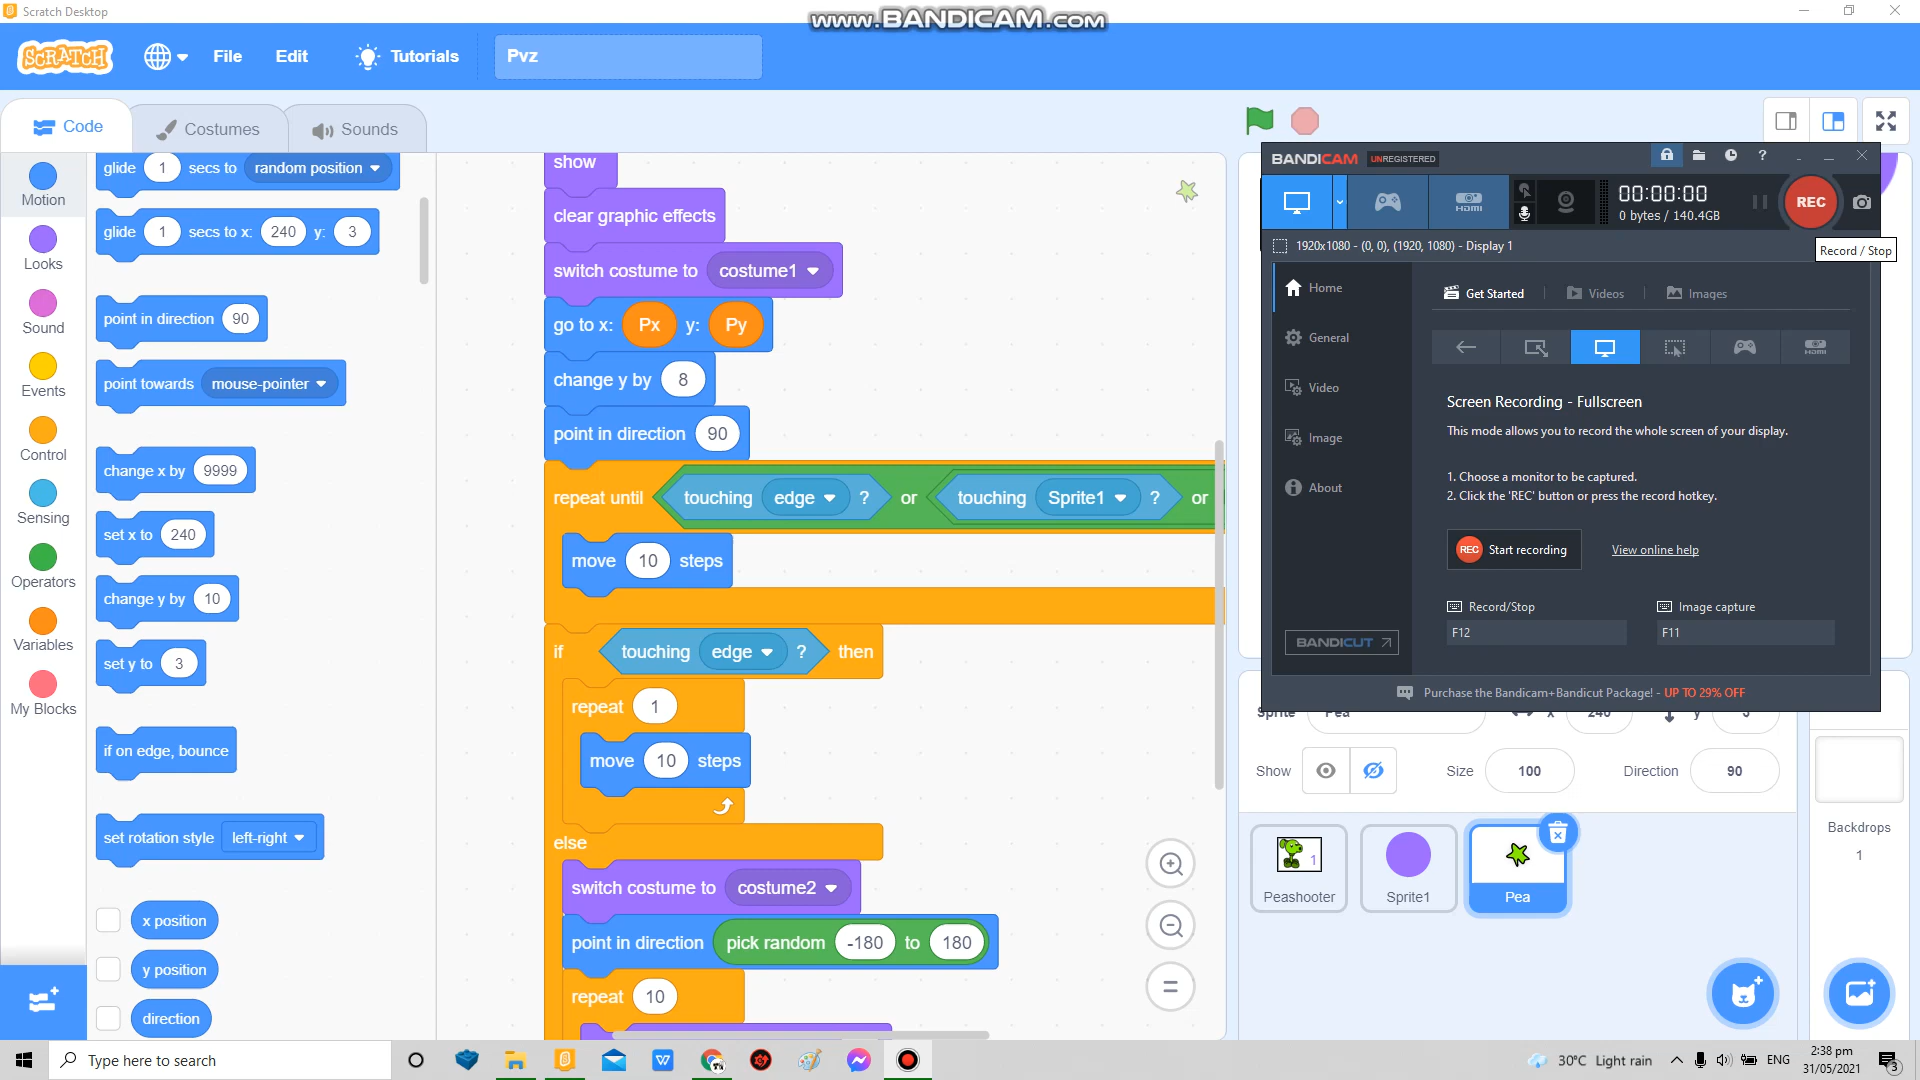 Scratch Desktop
www.BANDICAM.com
SCRATCH
File
Edit
Tutorials
Pvz
Code
Costumes
Sounds
Motion
Looks
Sound
Events
Control
Sensing
Operators
Variables
My Blocks
glide 1 secs to random position
glide 1 secs to x: 240 y: 3
point in direction 90
point towards mouse-pointer
change x by 9999
set x to 240
change y by 10
set y to 3
if on edge, bounce
set rotation style left-right
x position
y position
direction
show
clear graphic effects
switch costume to costume1
go to x: Px y: Py
change y by 8
point in direction 90
repeat until touching edge ? or touching Sprite1 ? or
move 10 steps
if touching edge ? then
repeat 1
move 10 steps
else
switch costume to costume2
point in direction pick random -180 to 180
repeat 10
BANDICAM UNREGISTERED
HDMI
00:00:00
0 bytes / 140.4GB
REC
1920x1080 - (0, 0), (1920, 1080) - Display 1
Record / Stop
Home
General
Video
Image
About
BANDICUT
Get Started
Videos
Images
HDMI
Screen Recording - Fullscreen
This mode allows you to record the whole screen of your display.
1. Choose a monitor to be captured.
2. Click the 'REC' button or press the record hotkey.
REC Start recording
View online help
Record/Stop
Image capture
F12
F11
Purchase the Bandicam+Bandicut Package! - UP TO 29% OFF
Sprite Pea x 240 y 3
Show
Size 100
Direction 90
1
Peashooter
Sprite1
Pea
Backdrops
1
Type here to search
30°C Light rain
ENG
2:38 pm
31/05/2021
3